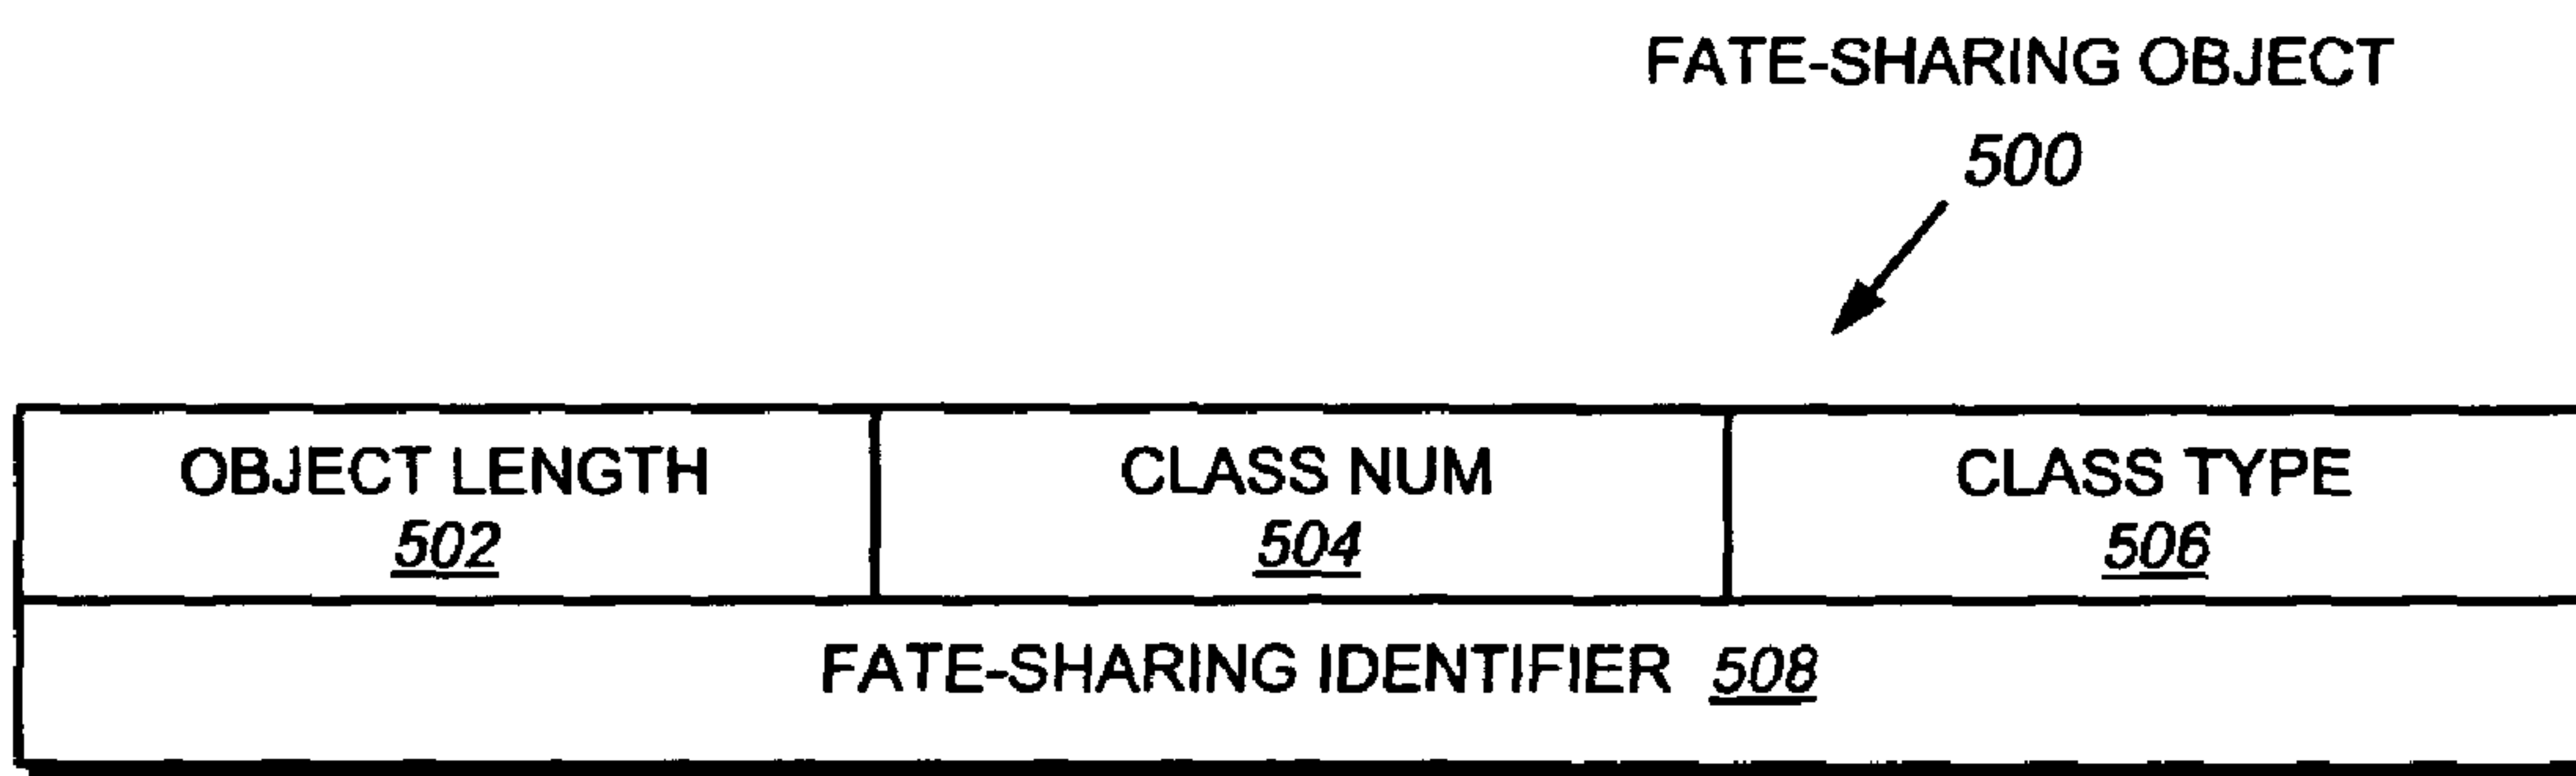 FATE-SHARING OBJECT
500
OBJECT LENGTH
502
CLASS NUM
504
CLASS TYPE
506
FATE-SHARING IDENTIFIER 508